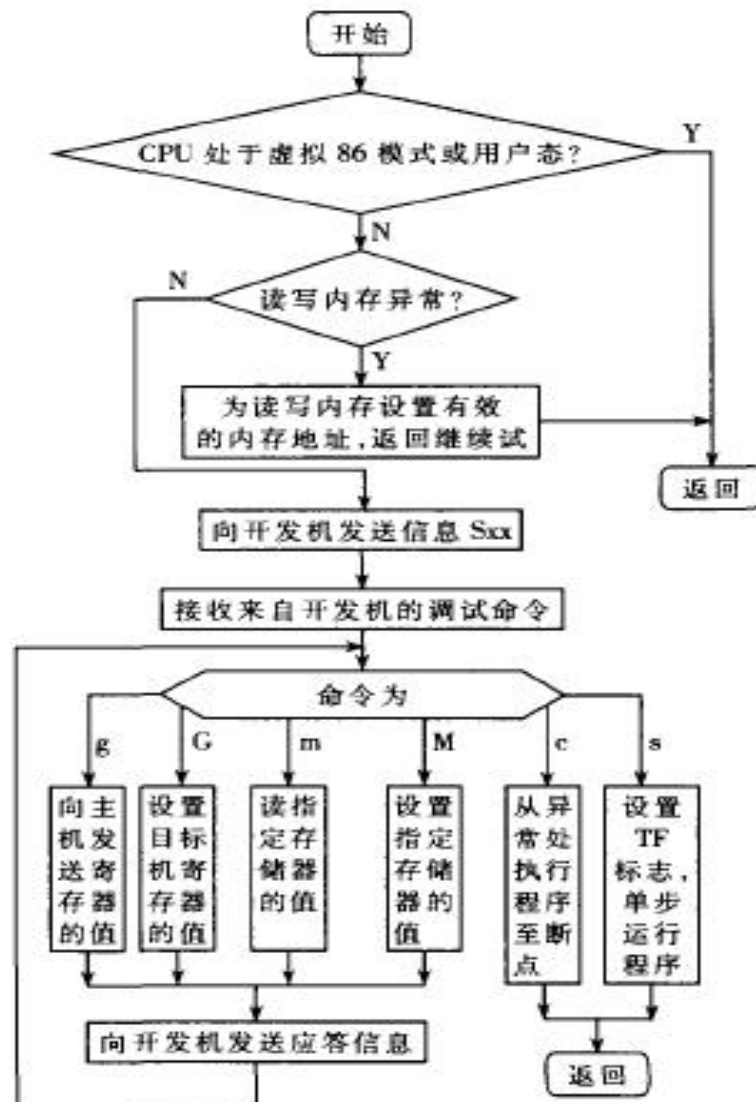 开始
CPU 处于虚拟 86 模式或用户态?
Y
N
读写内存异常?
N
Y
为读写内存设置有效
的内存地址,返回继续试
返回
向开发机发送信息 Sxx
接收来自开发机的调试命令
命令为
g
G
m
M
c
s
向主
机发
送寄
存器
的值
设置
目标
机寄
存器
的值
读指
定存
储器
的值
设置
指定
存储
器的
值
从异
常处
执行
程序
至断
点
设置
TF
标志,
单步
运行
程序
向开发机发送应答信息
返回